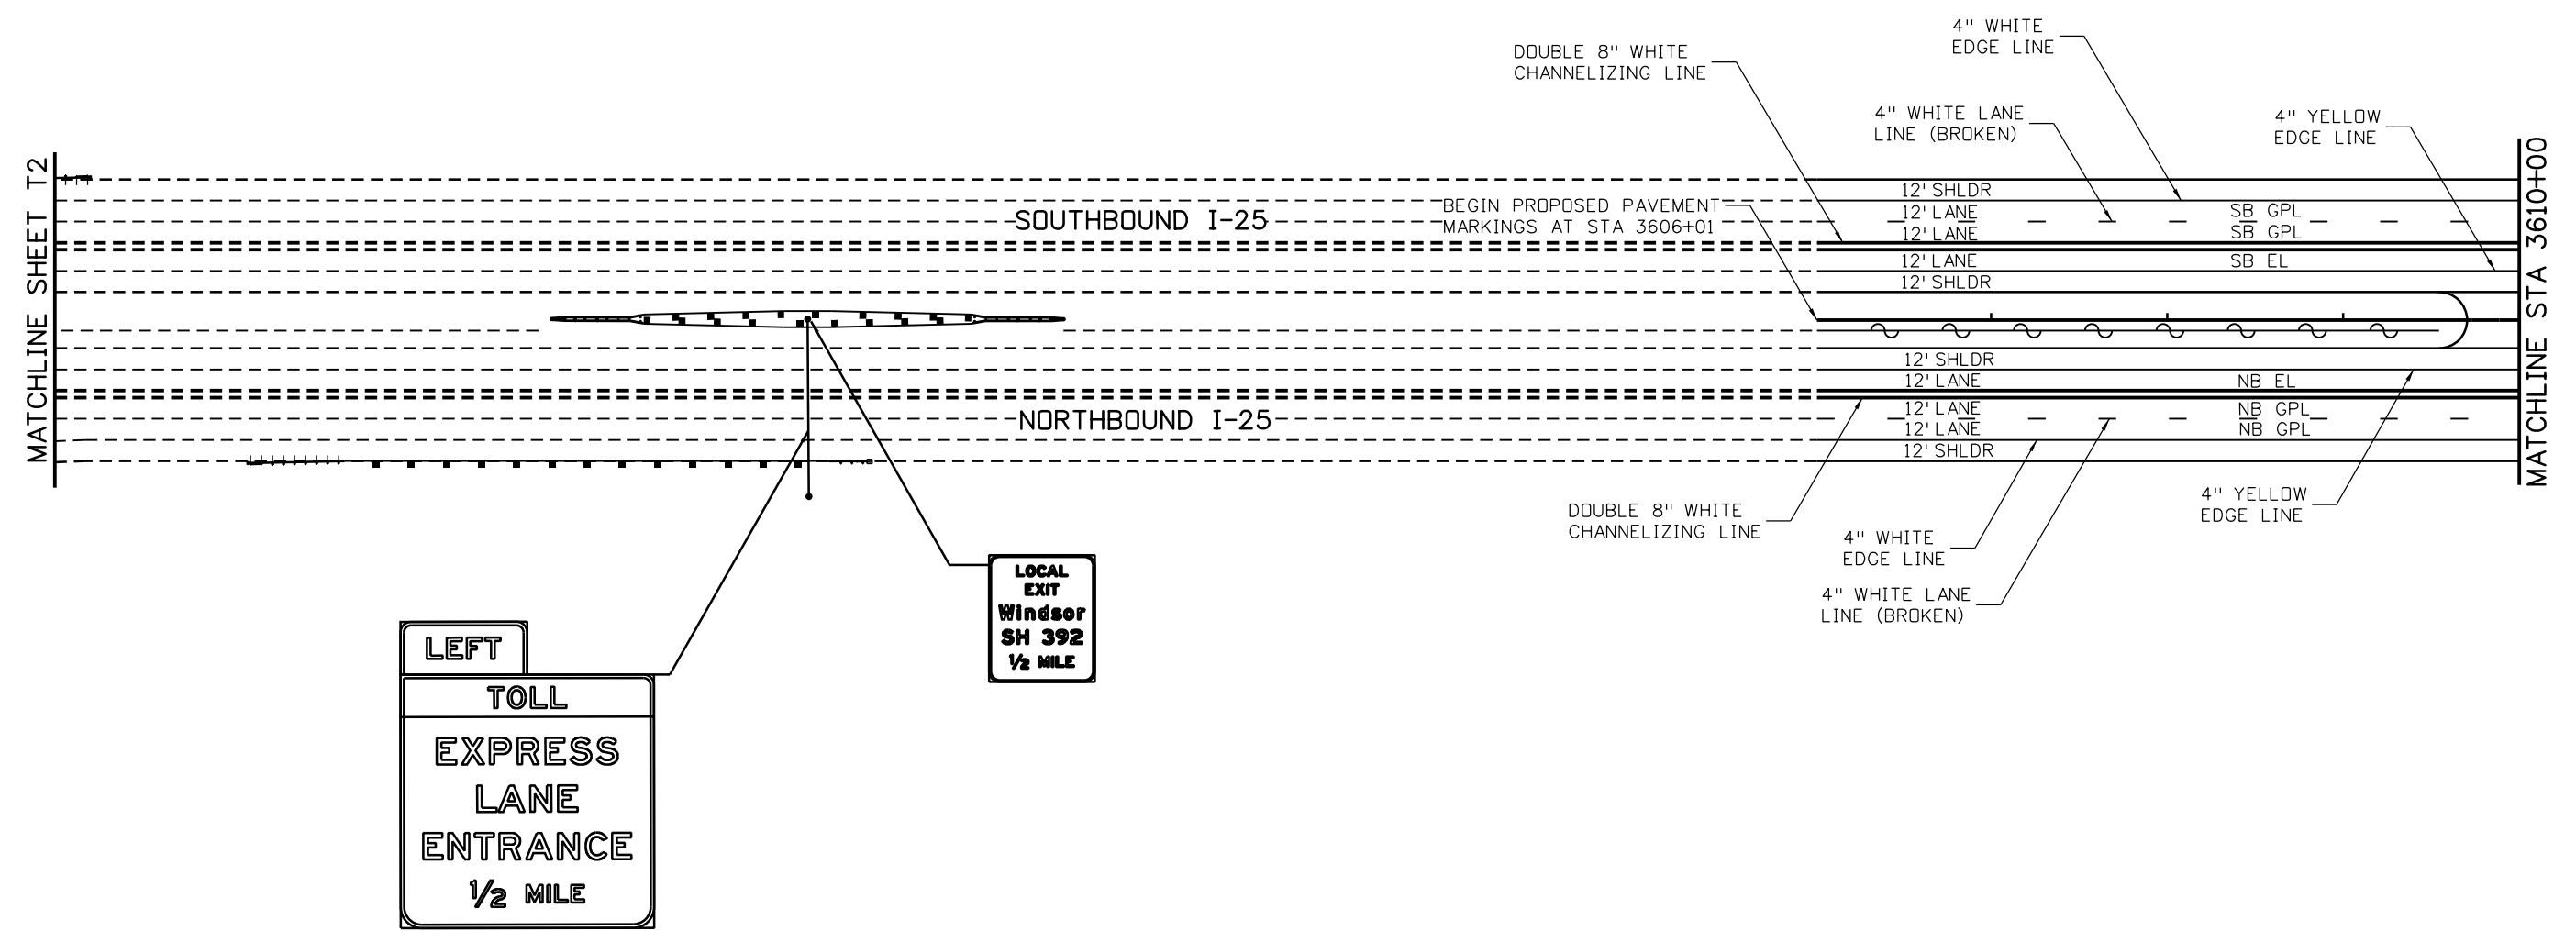 4" WHITE
EDGE LINE
DOUBLE 8" WHITE
CHANNELIZING LINE
4" WHITE LANE
LINE (BROKEN)
4" YELLOW
EDGE LINE
MATCHLINE SHEET T2
MATCHLINE STA 3610+00
12' SHLDR
BEGIN PROPOSED PAVEMENT
MARKINGS AT STA 3606+01
SOUTHBOUND I-25
12' LANE SB GPL
12' LANE SB GPL
12' LANE SB EL
12' SHLDR
12' SHLDR
12' LANE NB EL
12' LANE NB GPL
NORTHBOUND I-25
12' LANE NB GPL
12' SHLDR
4" YELLOW
EDGE LINE
DOUBLE 8" WHITE
CHANNELIZING LINE
4" WHITE
EDGE LINE
4" WHITE LANE
LINE (BROKEN)
LOCAL
EXIT
Windsor
SH 392
1/2 MILE
LEFT
TOLL
EXPRESS
LANE
ENTRANCE
1/2 MILE